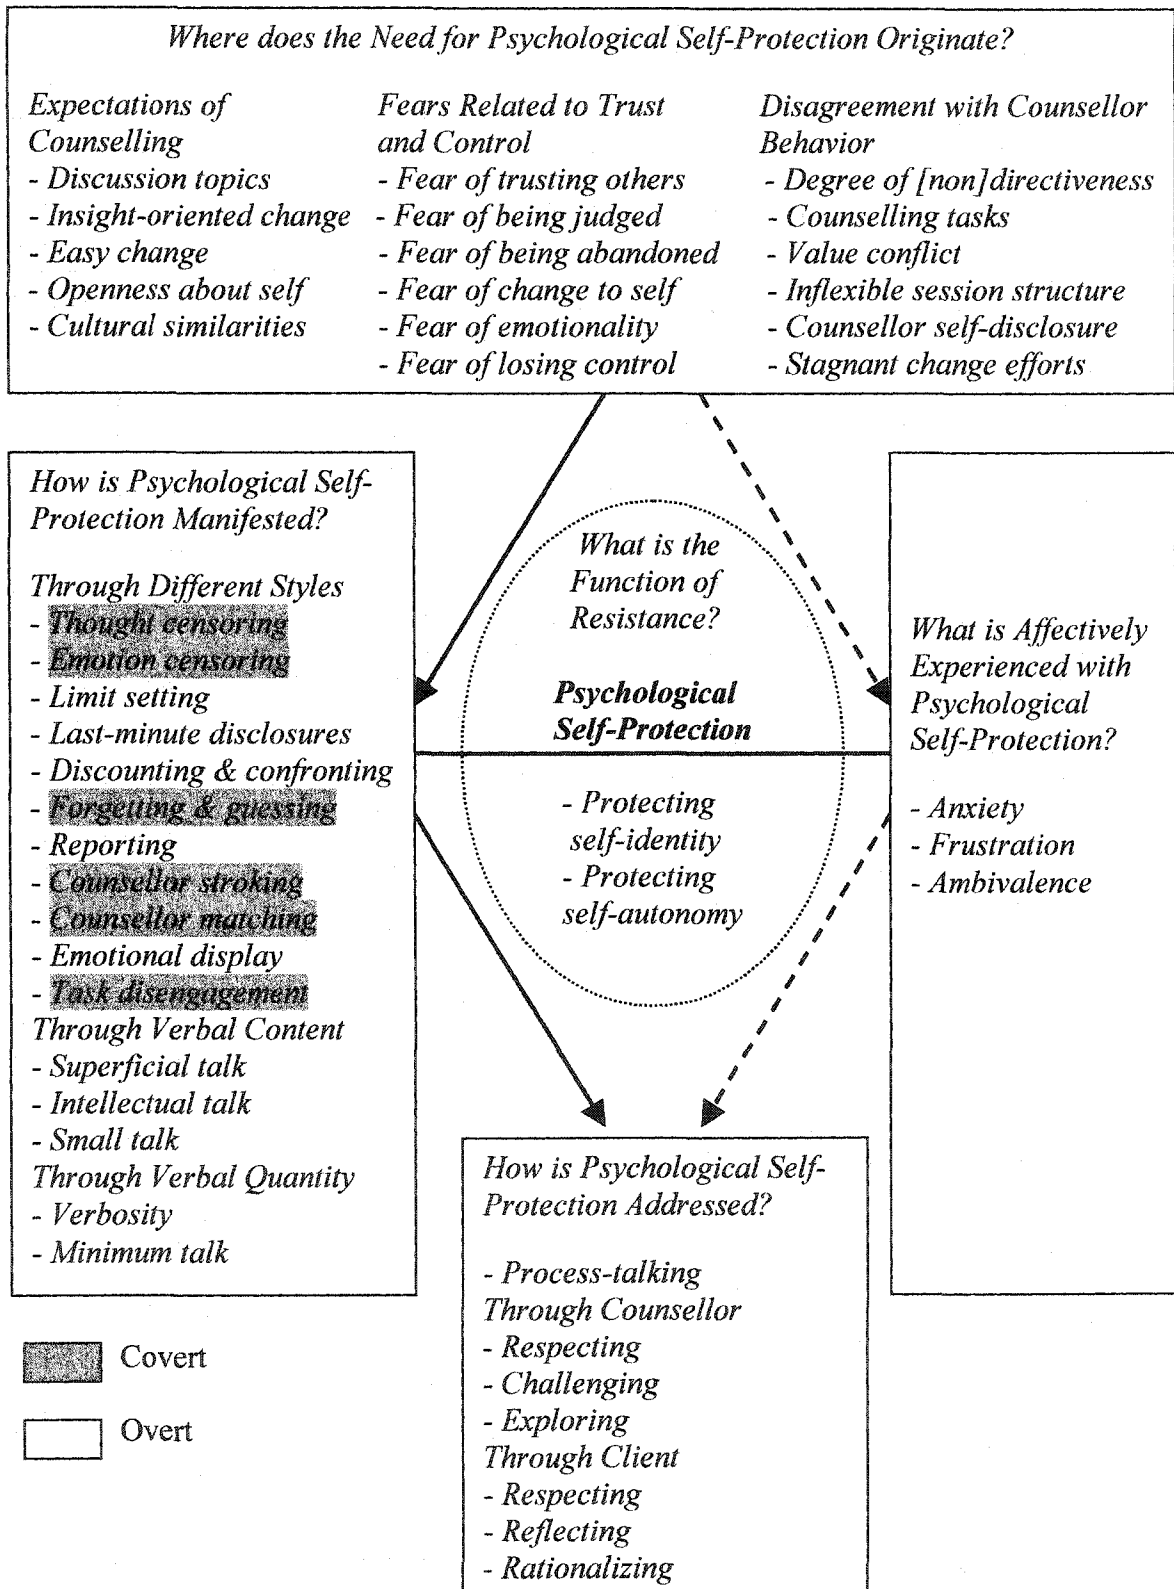 Where does the Need for Psychological Self-Protection Originate?
Expectations of
Counselling
- Discussion topics
- Insight-oriented change
- Easy change
- Openness about self
- Cultural similarities
Fears Related to Trust
and Control
- Fear of trusting others
- Fear of being judged
- Fear of being abandoned
- Fear of change to self
- Fear of emotionality
- Fear of losing control
Disagreement with Counsellor
Behavior
- Degree of [non]directiveness
- Counselling tasks
- Value conflict
- Inflexible session structure
- Counsellor self-disclosure
- Stagnant change efforts
How is Psychological Self-
Protection Manifested?
Through Different Styles
- Thought censoring
- Emotion censoring
- Limit setting
- Last-minute disclosures
- Discounting & confronting
- Forgetting & guessing
- Reporting
- Counsellor stroking
- Counsellor matching
- Emotional display
- Task disengagement
Through Verbal Content
- Superficial talk
- Intellectual talk
- Small talk
Through Verbal Quantity
- Verbosity
- Minimum talk
What is the
Function of
Resistance?
Psychological
Self-Protection
- Protecting
self-identity
- Protecting
self-autonomy
What is Affectively
Experienced with
Psychological
Self-Protection?
- Anxiety
- Frustration
- Ambivalence
How is Psychological Self-
Protection Addressed?
- Process-talking
Through Counsellor
- Respecting
- Challenging
- Exploring
Through Client
- Respecting
- Reflecting
- Rationalizing
Covert
Overt